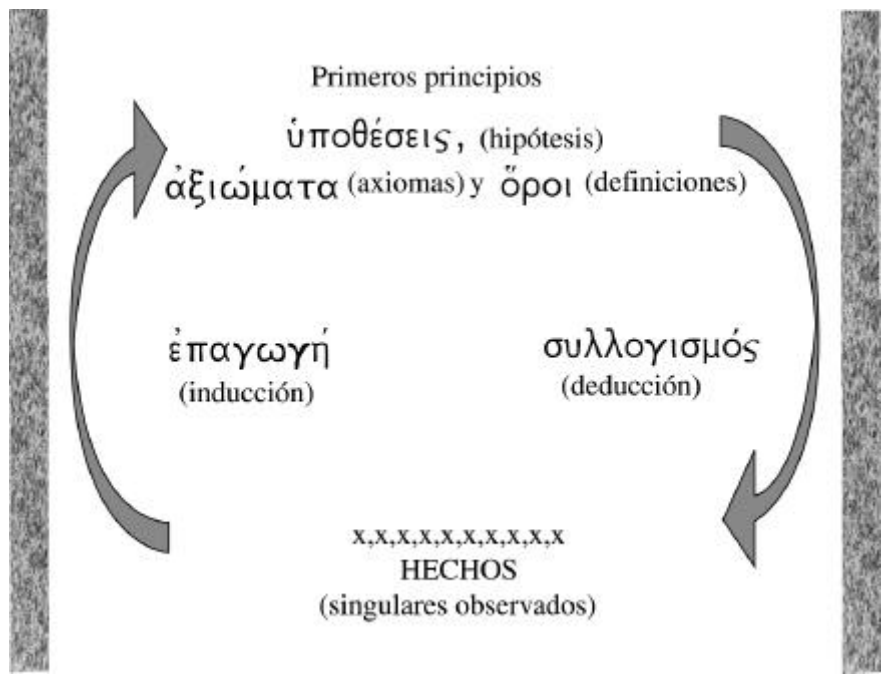 Primeros principios
ὑποθέσεις, (hipótesis)
ἀξιώματα (axiomas) y ὅροι (definiciones)
ἐπαγωγή
(inducción)
συλλογισμός
(deducción)
x,x,x,x,x,x,x,x,x,x
HECHOS
(singulares observados)